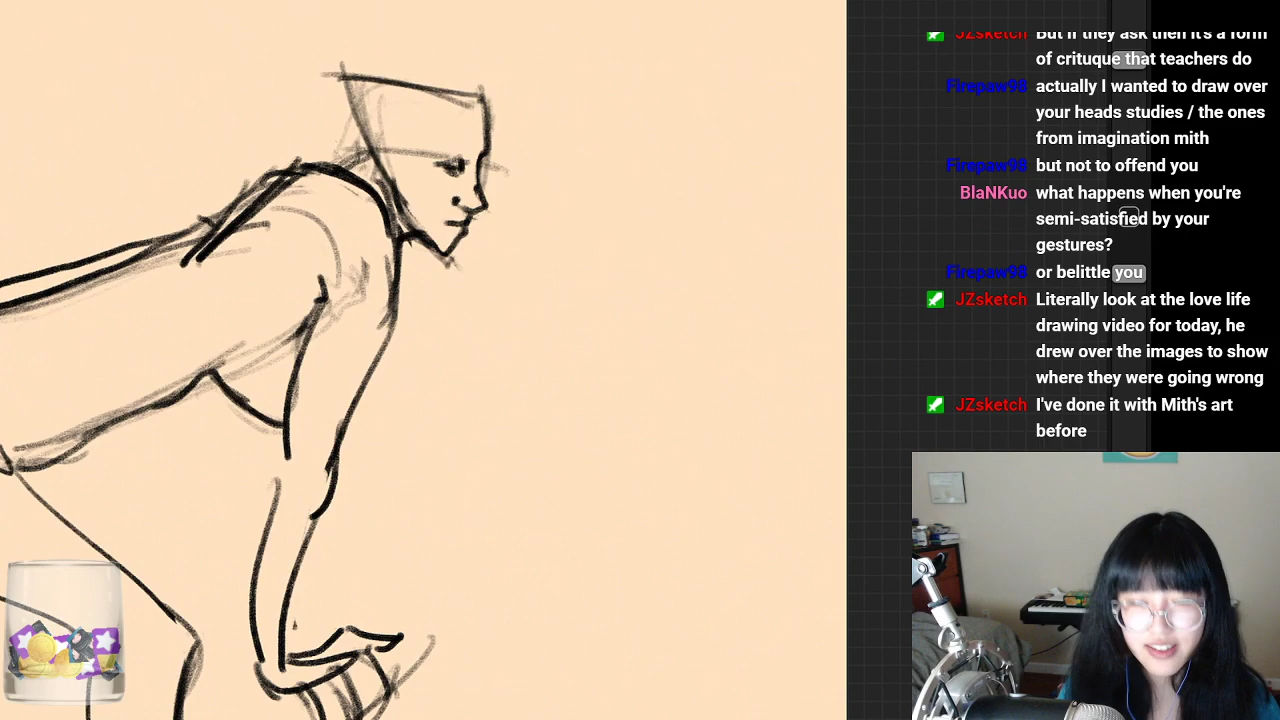 JZsketch But if they ask then it's a form
of crituque that teachers do
Firepaw98 actually I wanted to draw over
your heads studies / the ones
from imagination mith
Firepaw98 but not to offend you
BlaNKuo what happens when you're
semi-satisfied by your
gestures?
Firepaw98 or belittle you
JZsketch Literally look at the love life
drawing video for today, he
drew over the images to show
where they were going wrong
JZsketch I've done it with Mith's art
before